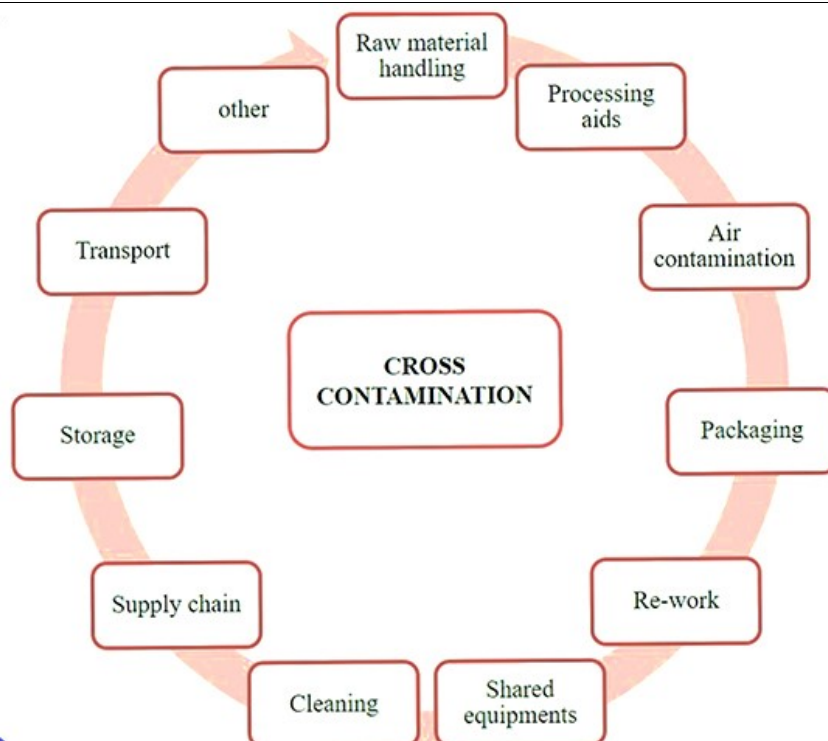 Raw material
handling
Processing
aids
Air
contamination
Packaging
Re-work
Shared
equipments
Cleaning
Supply chain
Storage
Transport
other
CROSS
CONTAMINATION